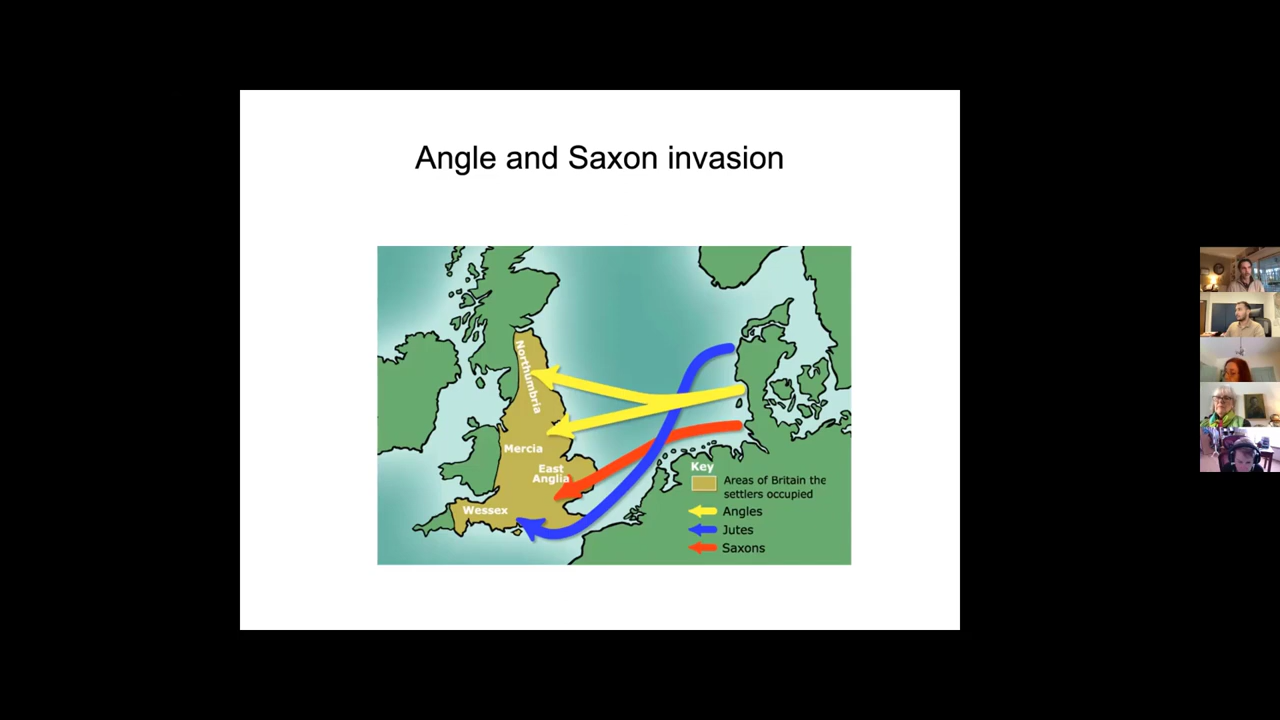 Angle and Saxon invasion
Northumbria
Mercia
East
Anglia
Wessex
Key
Areas of Britain the
settlers occupied
Angles
Jutes
Saxons